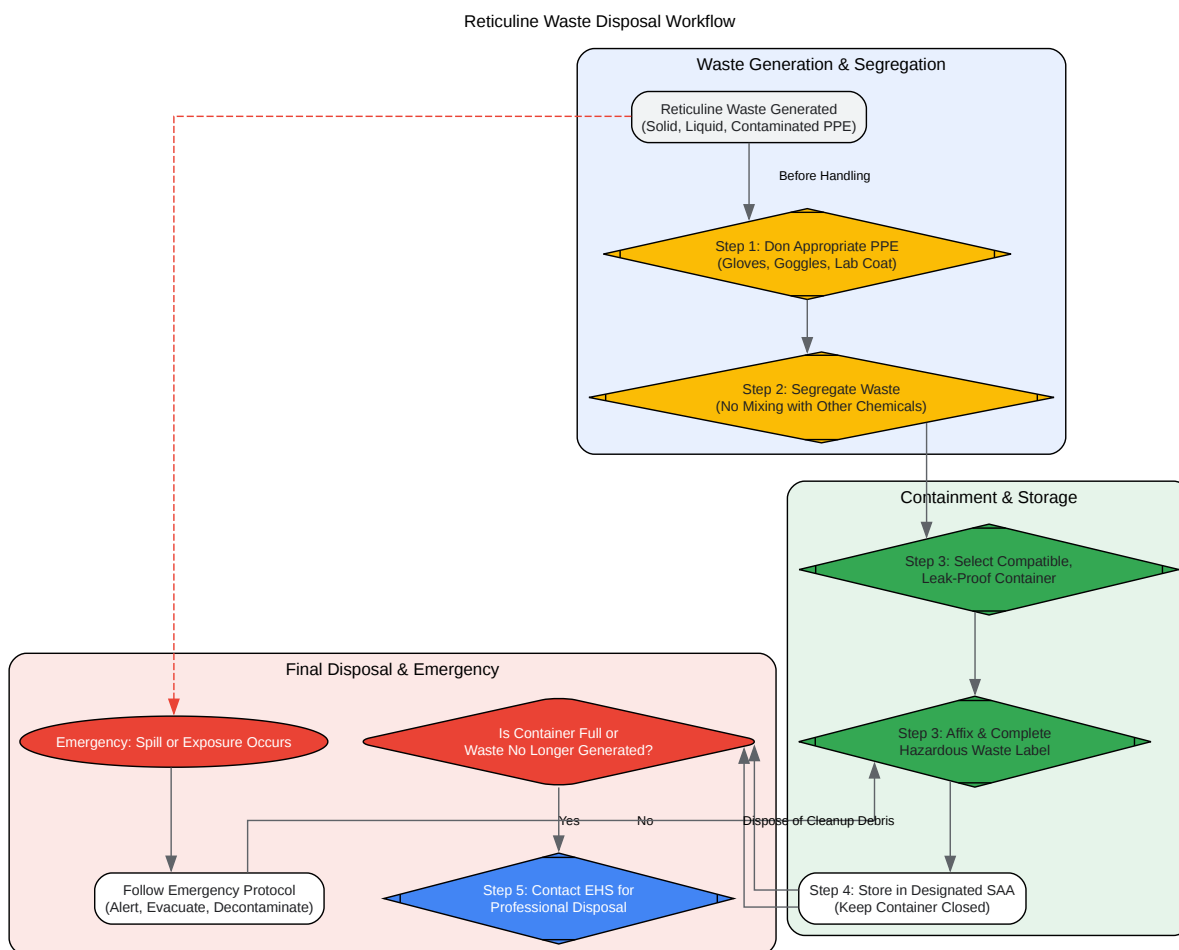 Reticuline Waste Disposal Workflow
Waste Generation & Segregation
Reticuline Waste Generated
(Solid, Liquid, Contaminated PPE)
Before Handling
Step 1: Don Appropriate PPE
(Gloves, Goggles, Lab Coat)
Step 2: Segregate Waste
(No Mixing with Other Chemicals)
Containment & Storage
Step 3: Select Compatible,
Leak-Proof Container
Final Disposal & Emergency
Emergency: Spill or Exposure Occurs
Is Container Full or
Waste No Longer Generated?
Step 3: Affix & Complete
Hazardous Waste Label
Yes
No
Dispose of Cleanup Debris
Follow Emergency Protocol
(Alert, Evacuate, Decontaminate)
Step 5: Contact EHS for
Professional Disposal
Step 4: Store in Designated SAA
(Keep Container Closed)